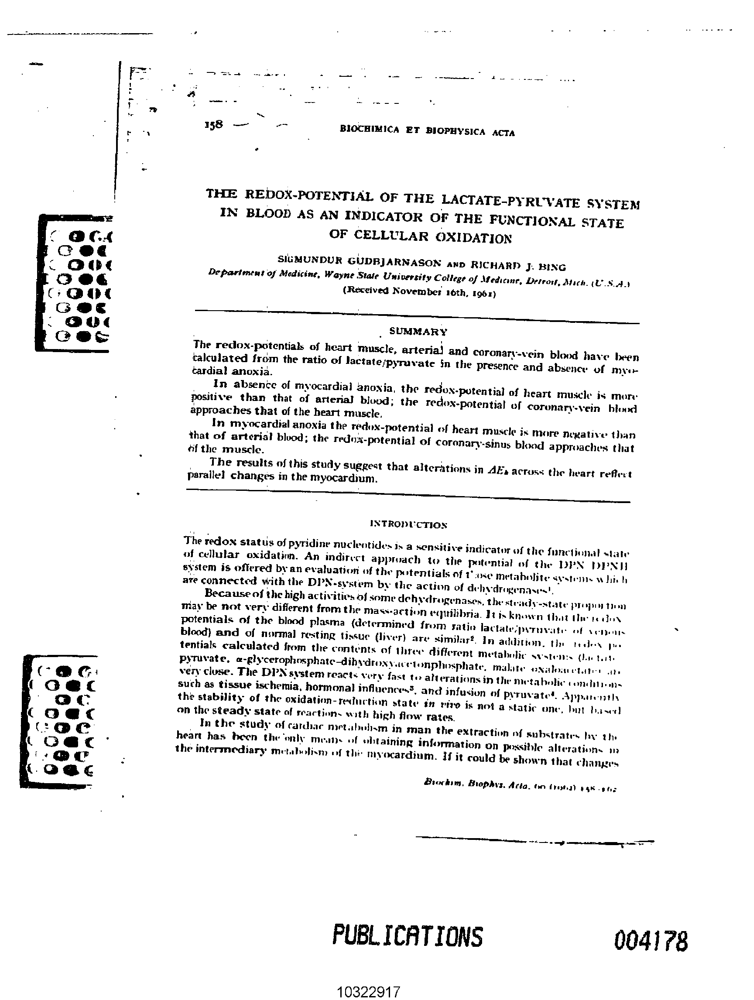 158
BIOCHIMICA ET BIOPHYSICA ACTA
THE REDOX-POTENTIAL OF THE LACTATE-PYRUVATE SYSTEM
IN BLOOD AS AN INDICATOR OF THE FUNCTIONAL STATE
OF CELLULAR OXIDATION
SIGMUNDUR GUDBJARNASON AND RICHARD J. BING
Department of Medicine, Wayne State University College of Medicine, Detroit, Mich. (U.S.A.)
(Received November 16th, 1961)
SUMMARY
The redox-potentials of heart muscle, arterial and coronary-vein blood have been
calculated from the ratio of lactate/pyruvate in the presence and absence of myo-
cardial anoxia.
In absence of myocardial anoxia, the redox-potential of heart muscle is more
positive than that of arterial blood; the redox-potential of coronary-vein blood
approaches that of the heart muscle.
In myocardial anoxia the redox-potential of heart muscle is more negative than
that of arterial blood; the redox-potential of coronary-sinus blood approaches that
of the muscle.
The results of this study suggest that alterations in ΔEh across the heart reflect
parallel changes in the myocardium.
INTRODUCTION
The redox status of pyridine nucleotides is a sensitive indicator of the functional state
of cellular oxidation. An indirect approach to the potential of the DPN DPNH
system is offered by an evaluation of the potentials of those metabolite systems which
are connected with the DPN-system by the action of dehydrogenases¹.
Because of the high activities of some dehydrogenases, the steady-state proportion
may be not very different from the mass-action equilibria. It is known that the redox
potentials of the blood plasma (determined from ratio lactate/pyruvate of venous
blood) and of normal resting tissue (liver) are similar². In addition, the redox po-
tentials calculated from the contents of three different metabolic systems (lactate
pyruvate, α-glycerophosphate-dihydroxyacetonphosphate, malate oxaloacetate) are
very close. The DPN system reacts very fast to alterations in the metabolic conditions
such as tissue ischemia, hormonal influences³, and infusion of pyruvate⁴. Apparently
the stability of the oxidation-reduction state in vivo is not a static one, but based
on the steady state of reactions with high flow rates.
In the study of cardiac metabolism in man the extraction of substrates by the
heart has been the only means of obtaining information on possible alterations in
the intermediary metabolism of the myocardium. If it could be shown that changes
Biochim. Biophys. Acta, 60 (1962) 158-162
PUBLICATIONS
004178
10322917